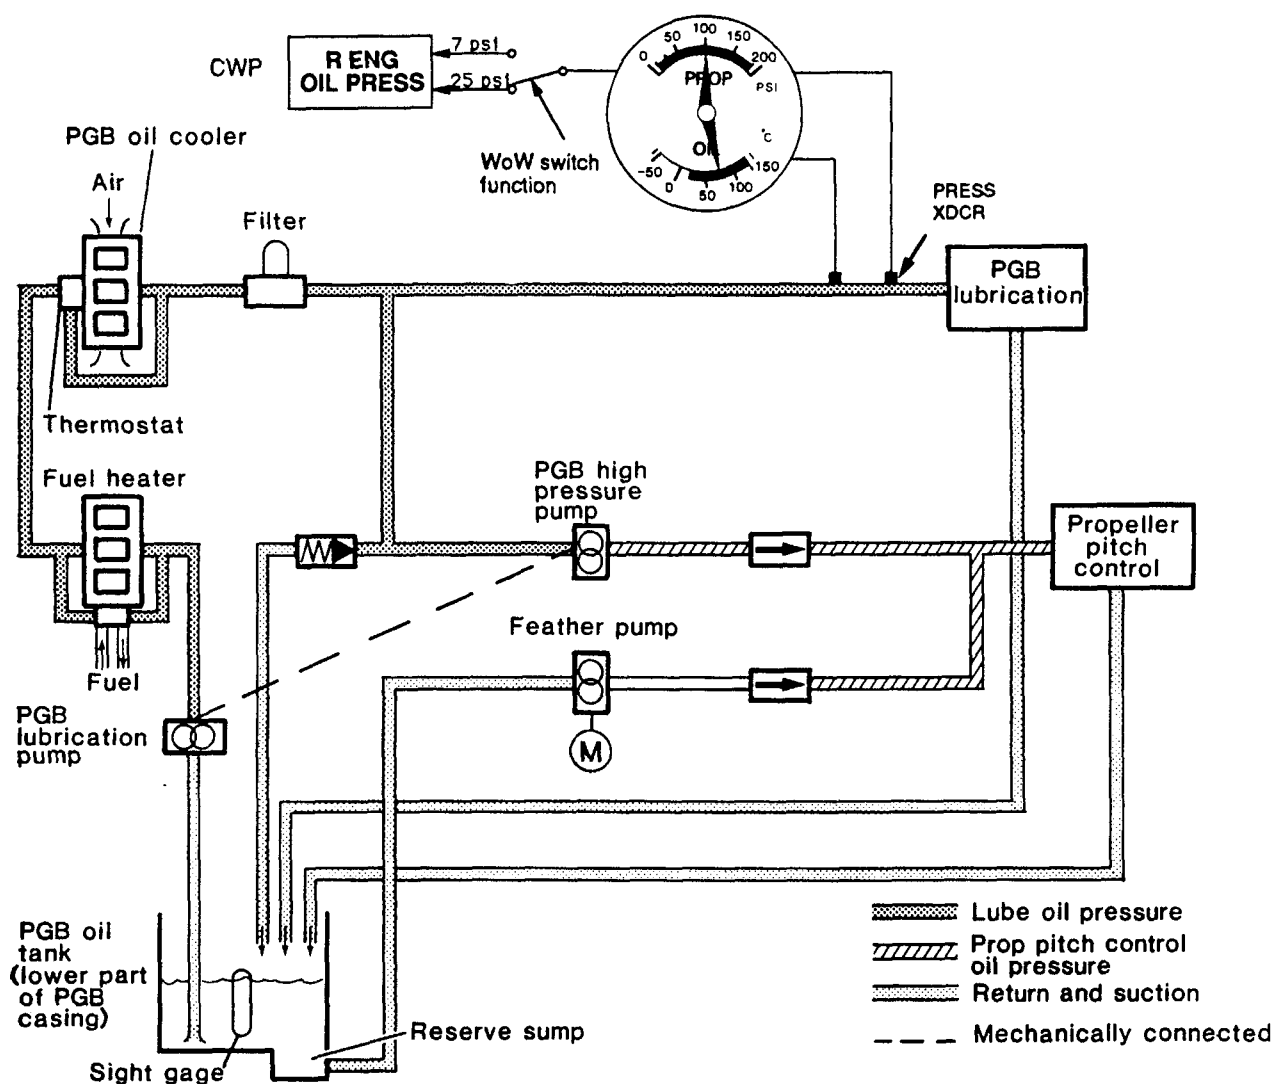 CWP
R ENG
OIL PRESS
7 psi
25 psi
WoW switch
function
0
50
100
150
200
PROP
PSI
°C
OIL
-50
0
50
100
150
PRESS
XDCR
PGB oil cooler
Air
Filter
PGB
lubrication
Thermostat
Fuel heater
PGB high
pressure
pump
Propeller
pitch
control
Feather pump
Fuel
PGB
lubrication
pump
M
PGB oil
tank
(lower part
of PGB
casing)
Sight gage
Reserve sump
Lube oil pressure
Prop pitch control
oil pressure
Return and suction
Mechanically connected